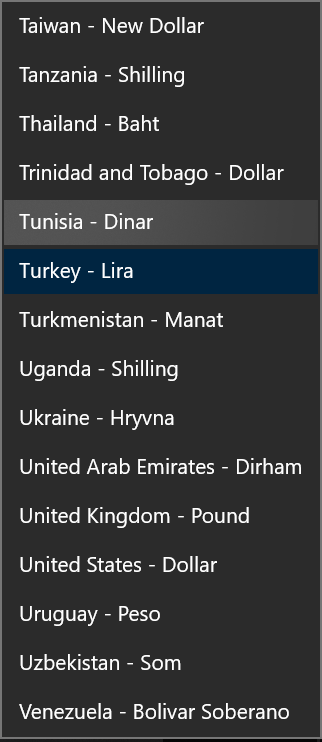 Taiwan - New Dollar
Tanzania - Shilling
Thailand - Baht
Trinidad and Tobago - Dollar
Tunisia - Dinar
Turkey - Lira
Turkmenistan - Manat
Uganda - Shilling
Ukraine - Hryvna
United Arab Emirates - Dirham
United Kingdom - Pound
United States - Dollar
Uruguay - Peso
Uzbekistan - Som
Venezuela - Bolivar Soberano